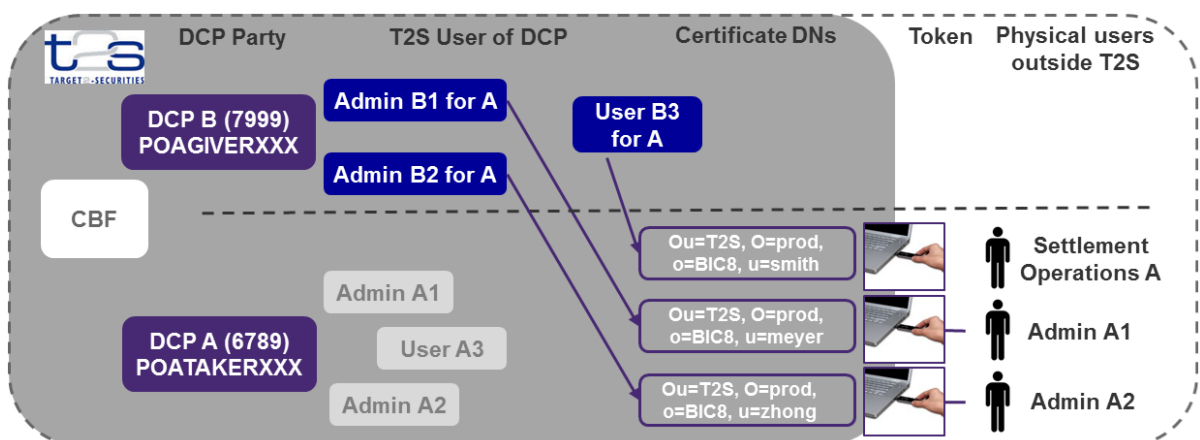 t2s
TARGET2-SECURITIES
DCP Party
T2S User of DCP
Certificate DNs
Token
Physical users
outside T2S
DCP B (7999)
POAGIVERXXX
Admin B1 for A
Admin B2 for A
User B3
for A
CBF
Ou=T2S, O=prod,
o=BIC8, u=smith
Settlement
Operations A
Admin A1
DCP A (6789)
POATAKERXXX
User A3
Admin A2
Ou=T2S, O=prod,
o=BIC8, u=meyer
Admin A1
Ou=T2S, O=prod,
o=BIC8, u=zhong
Admin A2